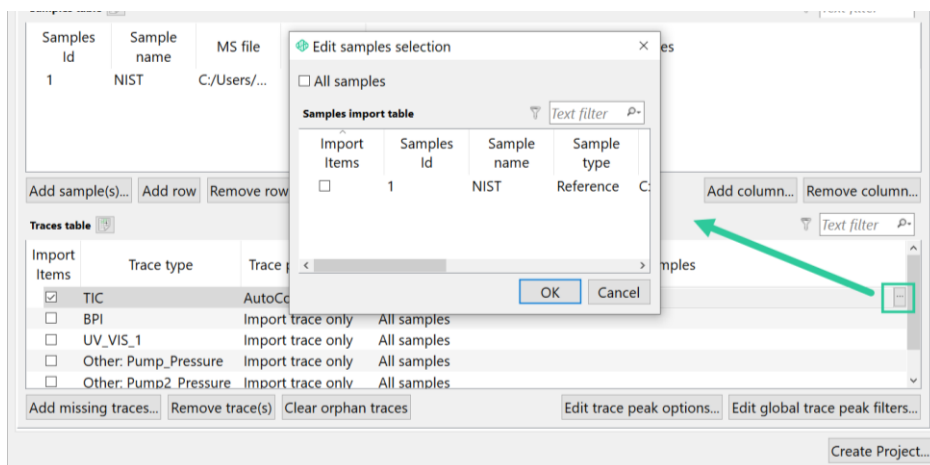 Samples table
Text filter
Samples Id
Sample name
MS file
es
1
NIST
C:/Users/...
Edit samples selection
All samples
Samples import table
Text filter
Import Items
Samples Id
Sample name
Sample type
1
NIST
Reference
C:
OK
Cancel
Add sample(s)...
Add row
Remove row
Add column...
Remove column...
Traces table
Text filter
Import Items
Trace type
Trace p
mples
TIC
AutoCo
...
BPI
Import trace only
All samples
UV_VIS_1
Import trace only
All samples
Other: Pump_Pressure
Import trace only
All samples
Other: Pump2_Pressure
Import trace only
All samples
Add missing traces...
Remove trace(s)
Clear orphan traces
Edit trace peak options...
Edit global trace peak filters...
Create Project...